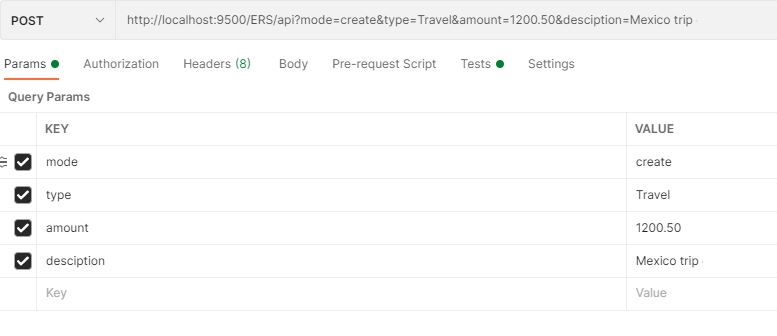 POST http://localhost:9500/ERS/api?mode=create&type=Travel&amount=1200.50&desciption=Mexico trip
Params Authorization Headers (8) Body Pre-request Script Tests Settings
Query Params
KEY VALUE
mode create
type Travel
amount 1200.50
desciption Mexico trip
Key Value